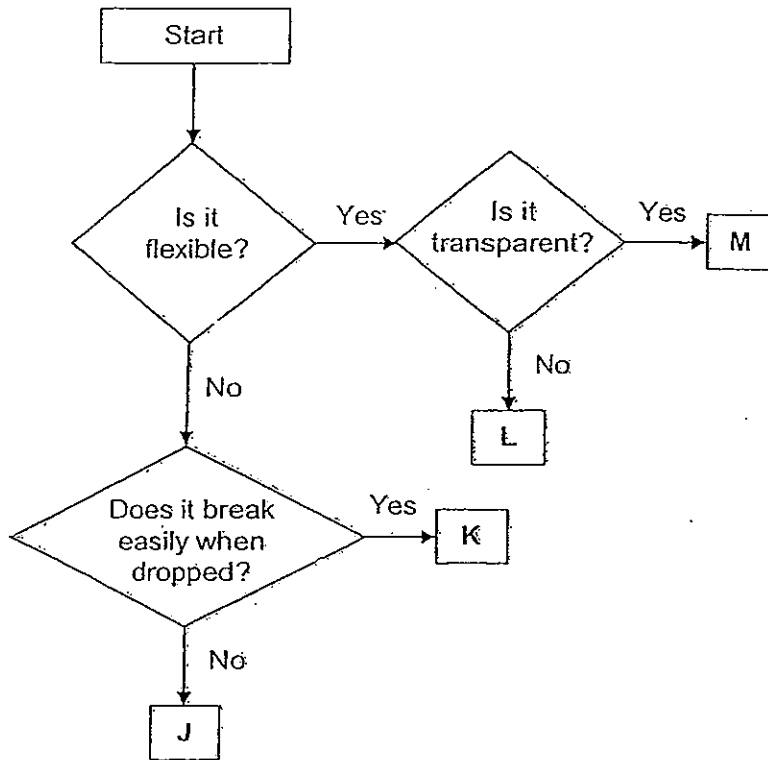 Start
Is it
flexible?
Yes
Is it
transparent?
Yes
M
No
L
No
Does it break
easily when
dropped?
Yes
K
No
J